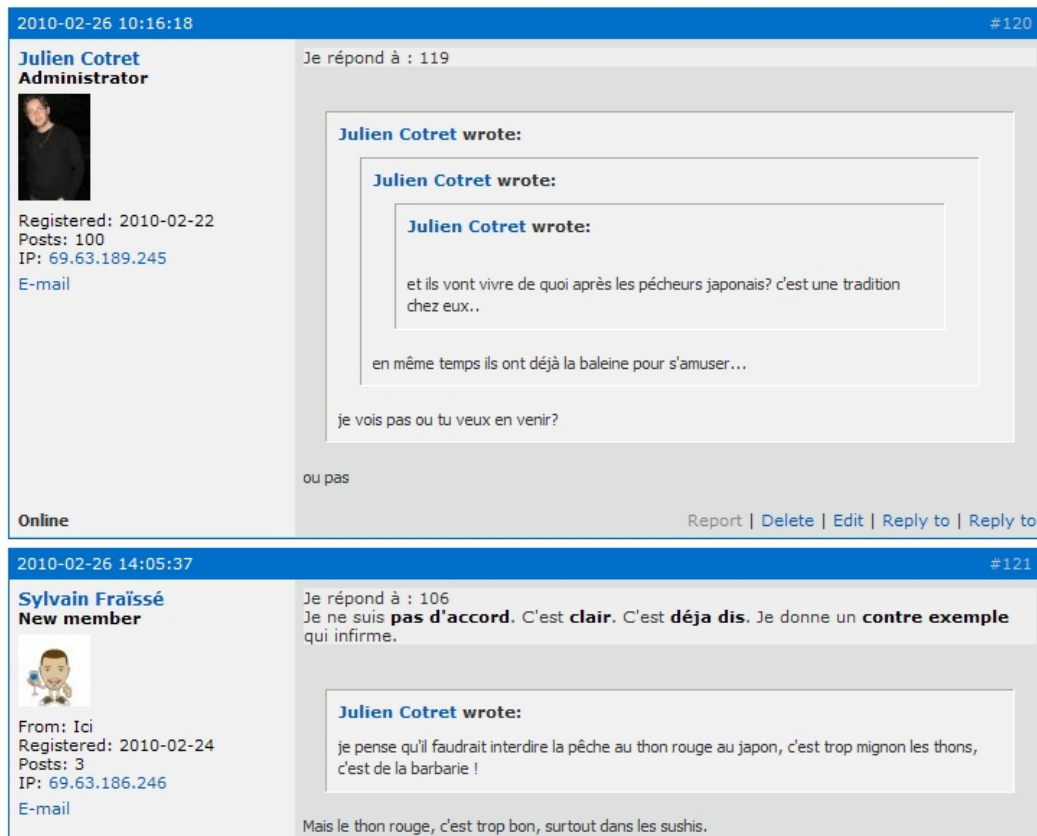 2010-02-26 10:16:18 #120
Julien Cotret
Administrator
Registered: 2010-02-22
Posts: 100
IP: 69.63.189.245
E-mail
Online
Je répond à : 119
Julien Cotret wrote:
Julien Cotret wrote:
Julien Cotret wrote:
et ils vont vivre de quoi après les pécheurs japonais? c'est une tradition
chez eux..
en même temps ils ont déjà la baleine pour s'amuser...
je vois pas ou tu veux en venir?
ou pas
Report | Delete | Edit | Reply to | Reply to
2010-02-26 14:05:37 #121
Sylvain Fraïssé
New member
From: Ici
Registered: 2010-02-24
Posts: 3
IP: 69.63.186.246
E-mail
Je répond à : 106
Je ne suis pas d'accord. C'est clair. C'est déja dis. Je donne un contre exemple
qui infirme.
Julien Cotret wrote:
je pense qu'il faudrait interdire la pêche au thon rouge au japon, c'est trop mignon les thons,
c'est de la barbarie !
Mais le thon rouge, c'est trop bon, surtout dans les sushis.